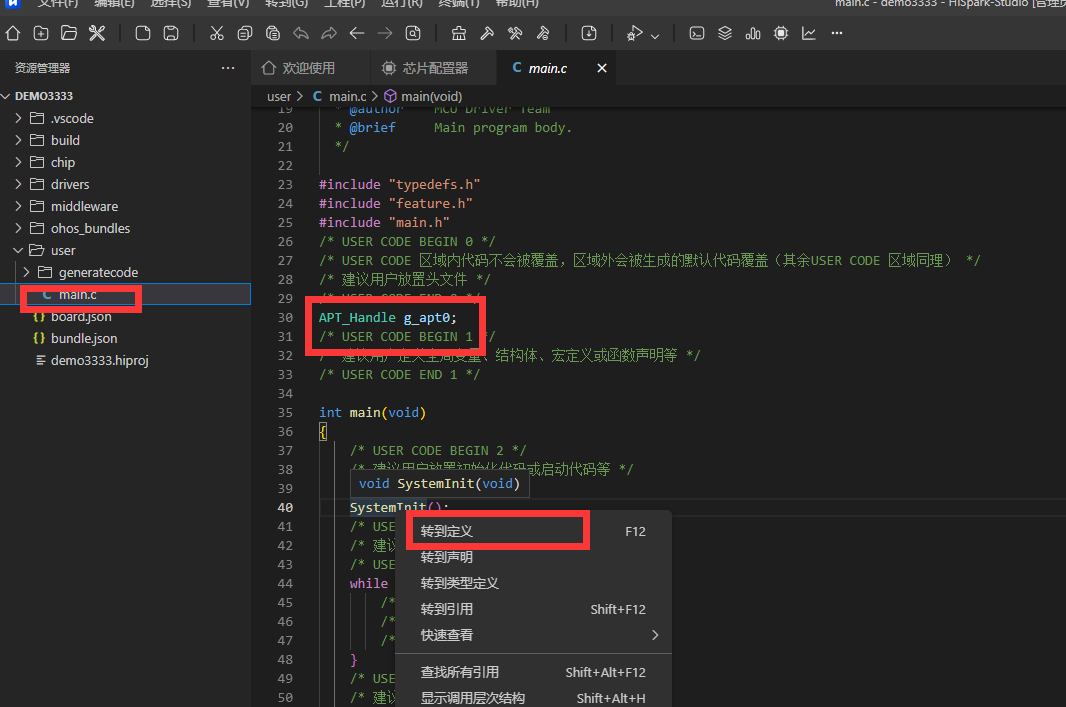 文件(F) 编辑(E) 选择(S) 查看(V) 转到(G) 工程(P) 运行(R) 终端(T) 帮助(H) main.c - demo3333 - HiSpark-Studio [管理员
资源管理器
欢迎使用
芯片配置器
C main.c
DEMO3333
.vscode
build
chip
drivers
middleware
ohos_bundles
user
generatecode
C main.c
{} board.json
{} bundle.json
demo3333.hiproj
user > C main.c > main(void)
19 * @author MCU Driver Team
20 * @brief Main program body.
21 */
22
23 #include "typedefs.h"
24 #include "feature.h"
25 #include "main.h"
26 /* USER CODE BEGIN 0 */
27 /* USER CODE 区域内代码不会被覆盖，区域外会被生成的默认代码覆盖（其余USER CODE 区域同理） */
28 /* 建议用户放置头文件 */
29 /* USER CODE END 0 */
30 APT_Handle g_apt0;
31 /* USER CODE BEGIN 1 */
32 建议用户定义全局变量、结构体、宏定义或函数声明等 */
33 /* USER CODE END 1 */
34
35 int main(void)
36 {
37 /* USER CODE BEGIN 2 */
38 /* 建议用户放置初始化代码或启动代码等 */
39 void SystemInit(void)
40 SystemInit();
41 /* USE
42 /* 建议
43 /* USE
44 while
45 /*
46 /*
47 /*
48 }
49 /* USE
50 /* 建议
转到定义 F12
转到声明
转到类型定义
转到引用 Shift+F12
快速查看
查找所有引用 Shift+Alt+F12
显示调用层次结构 Shift+Alt+H